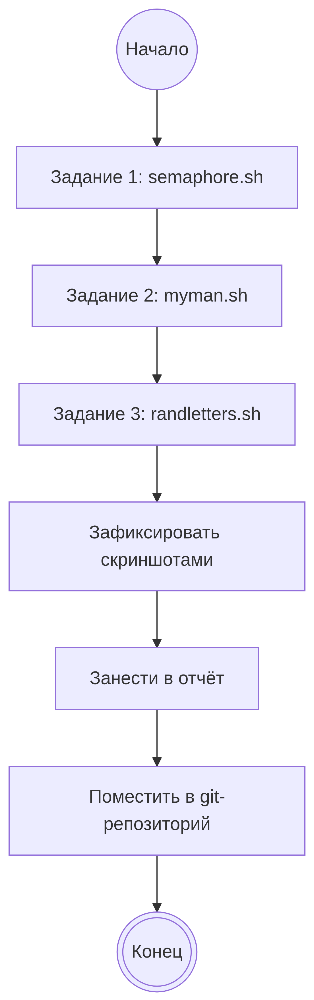 Начало
Задание 1: semaphore.sh
Задание 2: myman.sh
Задание 3: randletters.sh
Зафиксировать
скриншотами
Занести в отчёт
Поместить в git-
репозиторий
Конец